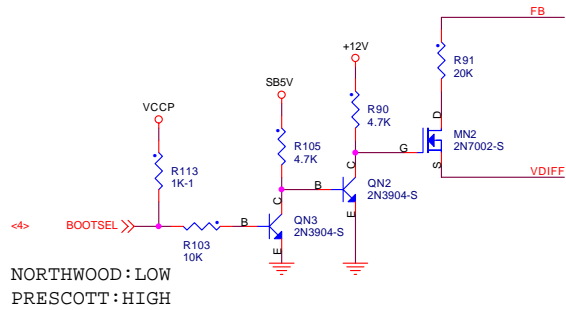 FB
+12V
R91
20K
SB5V
D
VCCP
R90
4.7K
MN2
2N7002-S
G
S
R105
4.7K
VDIFF
R113
1K-1
C
B
QN2
2N3904-S
E
C
<4>
BOOTSEL
B
QN3
2N3904-S
E
R103
10K
NORTHWOOD:LOW
PRESCOTT:HIGH